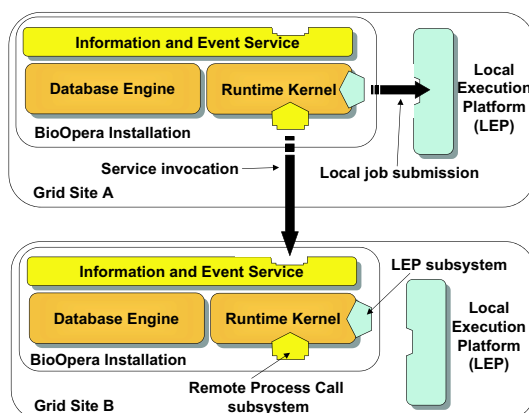 Information and Event Service
Database Engine
Runtime Kernel
BioOpera Installation
Local
Execution
Platform
(LEP)
Service invocation
Local job submission
Grid Site A
Information and Event Service
LEP subsystem
Database Engine
Runtime Kernel
BioOpera Installation
Local
Execution
Platform
(LEP)
Remote Process Call
subsystem
Grid Site B